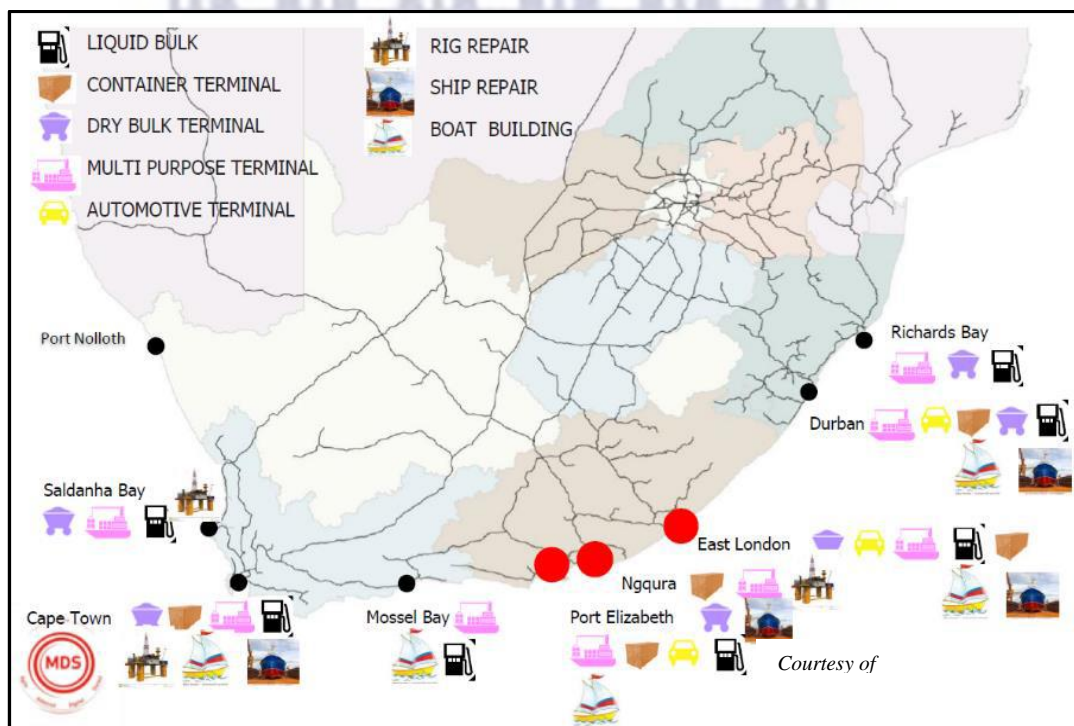 LIQUID BULK
CONTAINER TERMINAL
DRY BULK TERMINAL
MULTI PURPOSE TERMINAL
AUTOMOTIVE TERMINAL
RIG REPAIR
SHIP REPAIR
BOAT BUILDING
Port Nolloth
Richards Bay
Durban
Saldanha Bay
East London
Ngqura
Cape Town
Mossel Bay
Port Elizabeth
Courtesy of
MDS